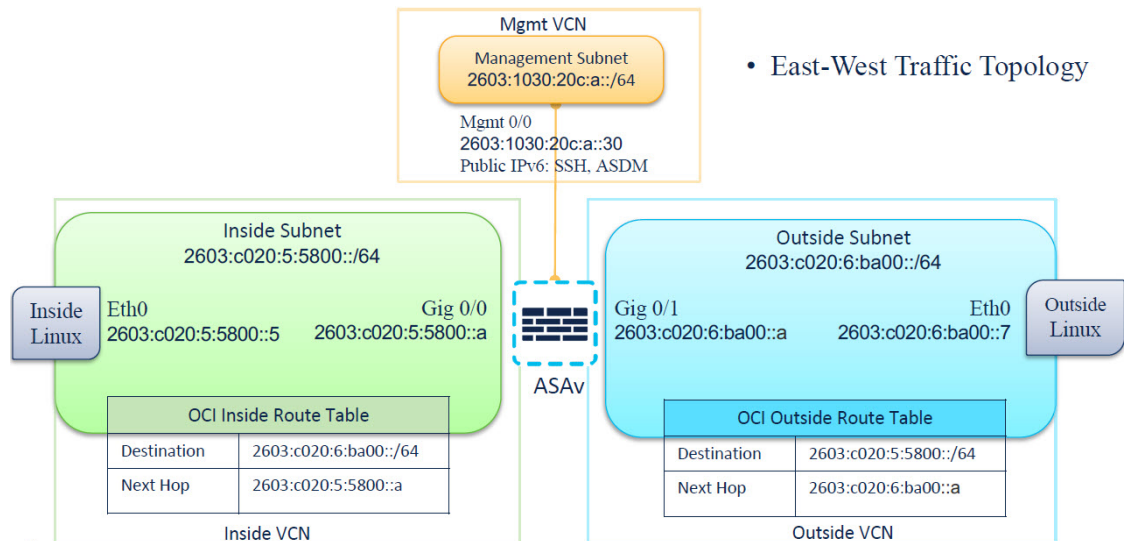 Mgmt VCN
Management Subnet
2603:1030:20c:a::/64
• East-West Traffic Topology
Mgmt 0/0
2603:1030:20c:a::30
Public IPv6: SSH, ASDM
Inside Subnet
2603:c020:5:5800::/64
Inside
Linux
Eth0
2603:c020:5:5800::5
Gig 0/0
2603:c020:5:5800::a
OCI Inside Route Table
Destination 2603:c020:6:ba00::/64
Next Hop 2603:c020:5:5800::a
Inside VCN
ASAv
Outside Subnet
2603:c020:6:ba00::/64
Gig 0/1
2603:c020:6:ba00::a
Eth0
2603:c020:6:ba00::7
Outside
Linux
OCI Outside Route Table
Destination 2603:c020:5:5800::/64
Next Hop 2603:c020:6:ba00::a
Outside VCN